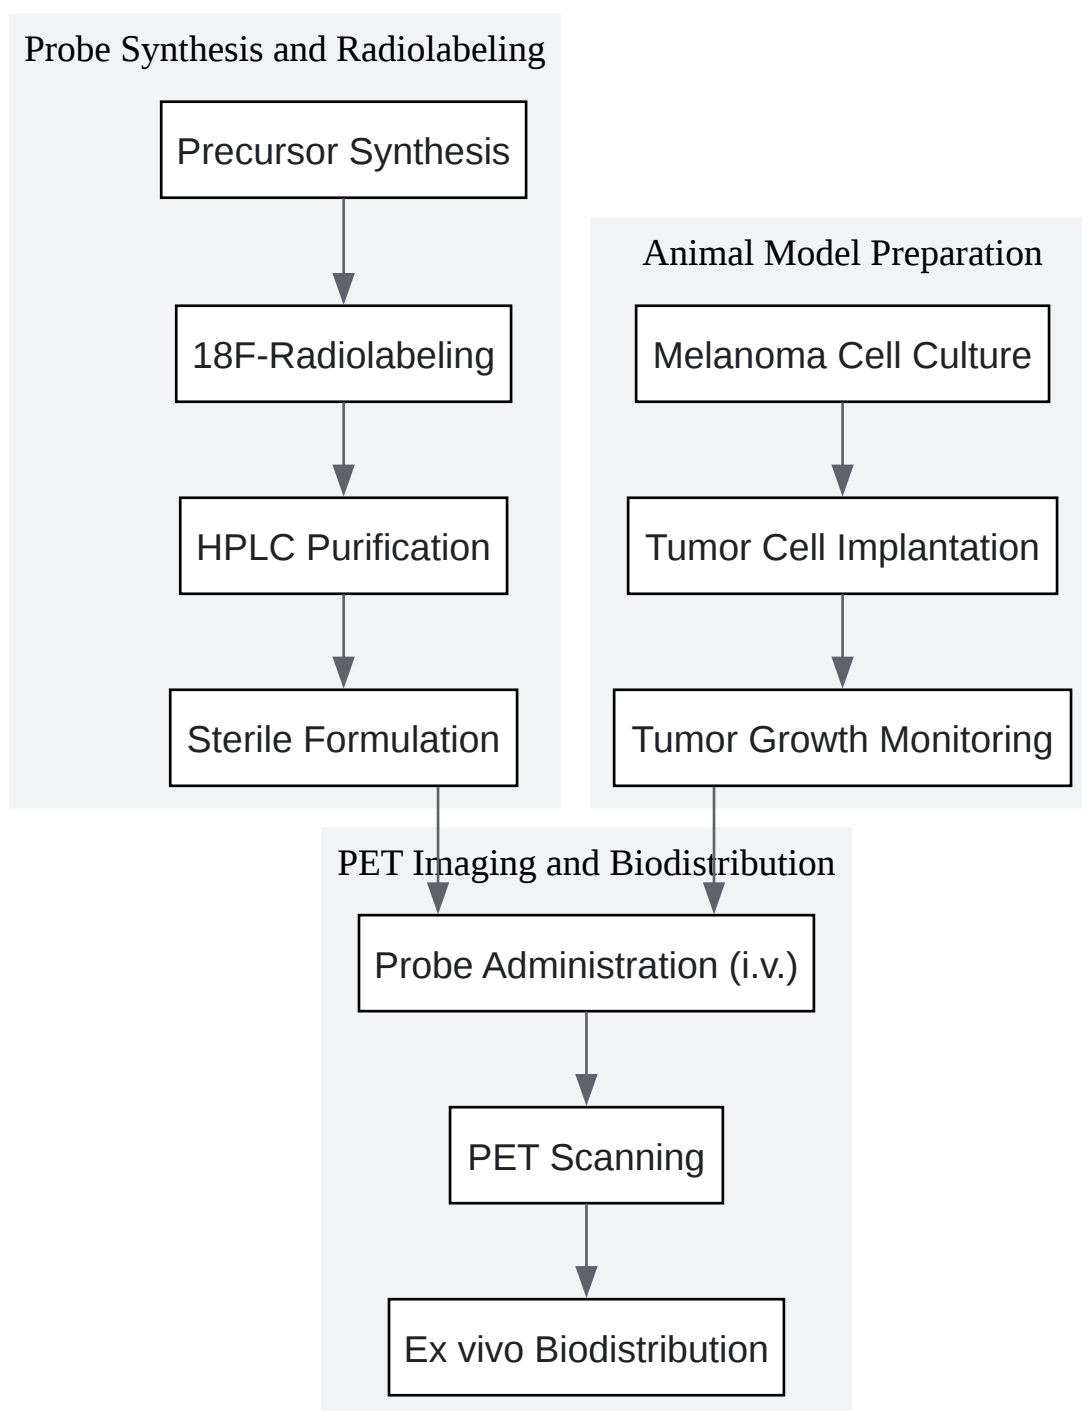 Probe Synthesis and Radiolabeling
Precursor Synthesis
18F-Radiolabeling
HPLC Purification
Sterile Formulation
Animal Model Preparation
Melanoma Cell Culture
Tumor Cell Implantation
Tumor Growth Monitoring
PET Imaging and Biodistribution
Probe Administration (i.v.)
PET Scanning
Ex vivo Biodistribution